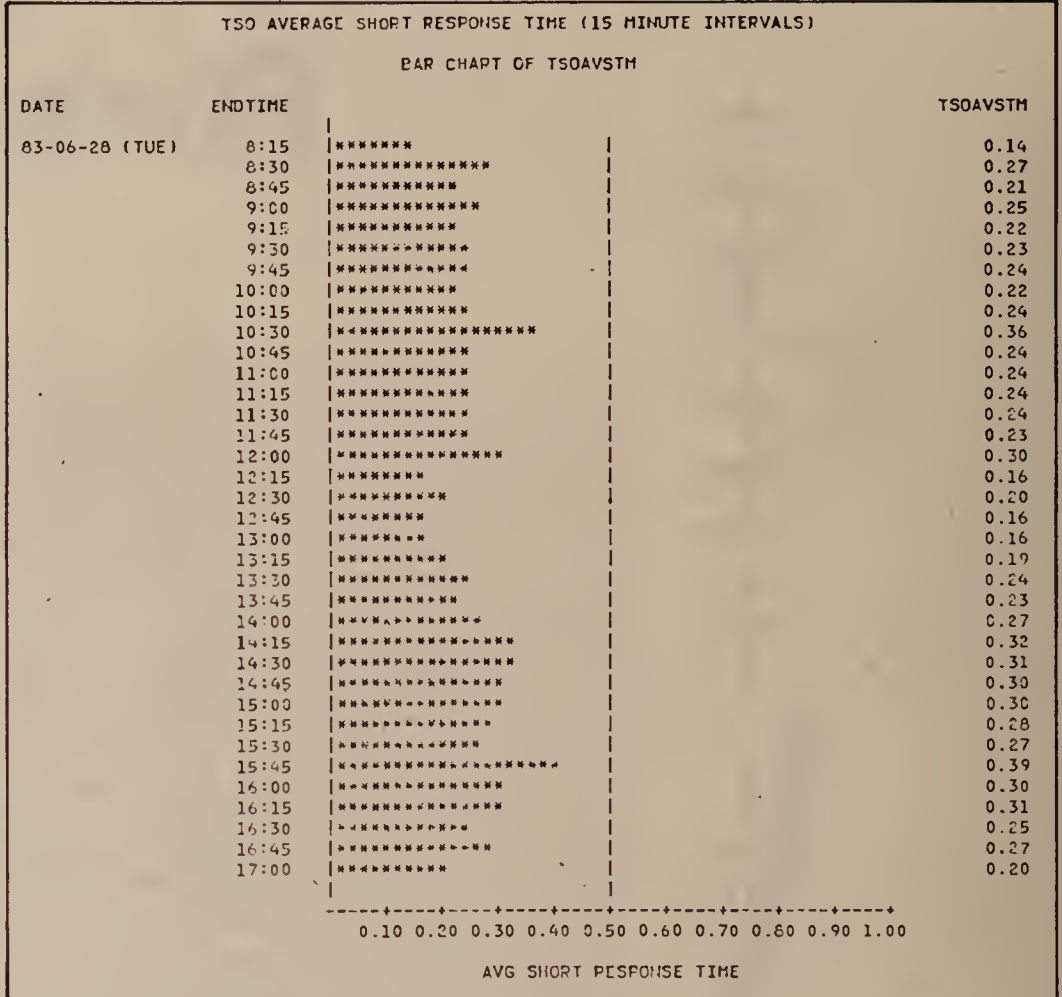 TSO AVERAGE SHORT RESPONSE TIME (15 MINUTE INTERVALS)
BAR CHART OF TSOAVSTM
DATE ENDTIME TSOAVSTM
83-06-28 (TUE) 8:15 |******* | 0.14
8:30 |************** | 0.27
8:45 |*********** | 0.21
9:00 |************* | 0.25
9:15 |*********** | 0.22
9:30 |************ | 0.23
9:45 |************ | 0.24
10:00 |*********** | 0.22
10:15 |************ | 0.24
10:30 |****************** | 0.36
10:45 |************ | 0.24
11:00 |************ | 0.24
11:15 |************ | 0.24
11:30 |************ | 0.24
11:45 |************ | 0.23
12:00 |*************** | 0.30
12:15 |******** | 0.16
12:30 |********** | 0.20
12:45 |******** | 0.16
13:00 |******** | 0.16
13:15 |********** | 0.19
13:30 |************ | 0.24
13:45 |*********** | 0.23
14:00 |************* | 0.27
14:15 |**************** | 0.32
14:30 |**************** | 0.31
14:45 |*************** | 0.30
15:00 |*************** | 0.30
15:15 |************** | 0.28
15:30 |************* | 0.27
15:45 |******************** | 0.39
16:00 |*************** | 0.30
16:15 |*************** | 0.31
16:30 |************ | 0.25
16:45 |************** | 0.27
17:00 |********** | 0.20
-----+----+----+----+----+----+----+----+----+----+
0.10 0.20 0.30 0.40 0.50 0.60 0.70 0.80 0.90 1.00
AVG SHORT RESPONSE TIME